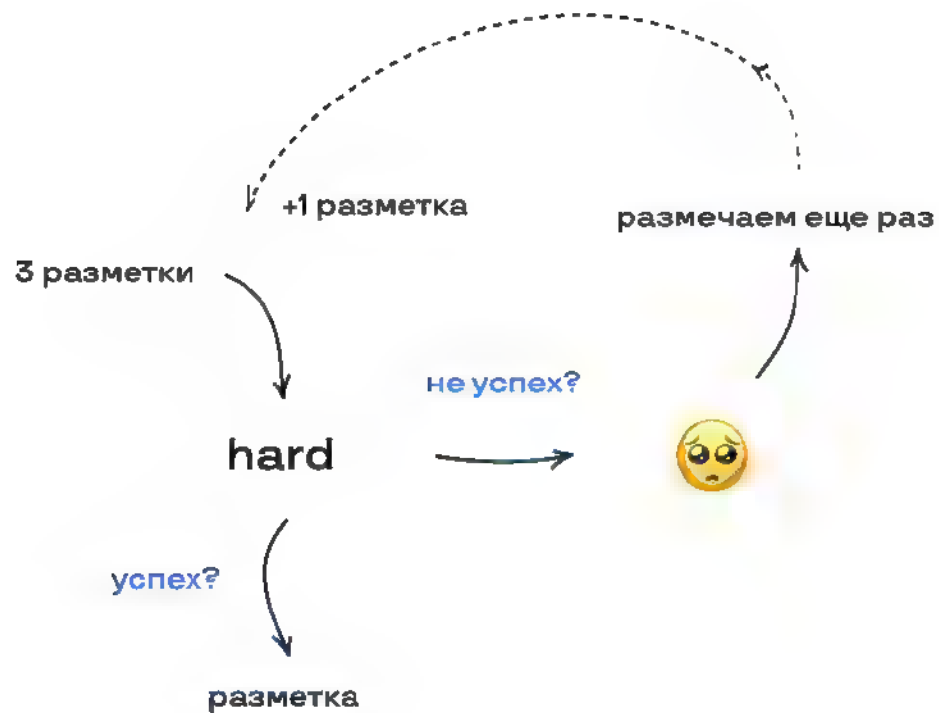 +1 разметка
размечаем еще раз
3 разметки
не успех?
hard
успех?
разметка